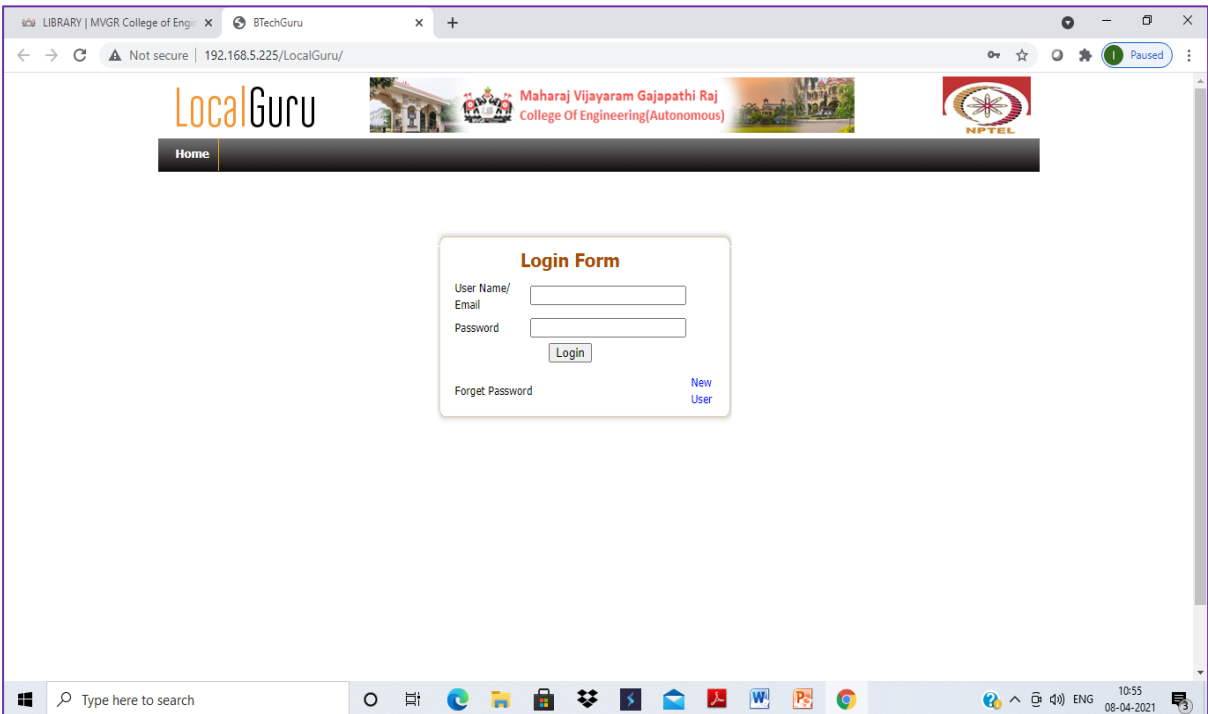 LIBRARY | MVGR College of Engin
BTechGuru
Not secure | 192.168.5.225/LocalGuru/
I Paused
LocalGuru
Maharaj Vijayaram Gajapathi Raj
College Of Engineering(Autonomous)
NPTEL
Home
Login Form
User Name/
Email
Password
Login
Forget Password
New
User
Type here to search
ENG
10:55
08-04-2021
3